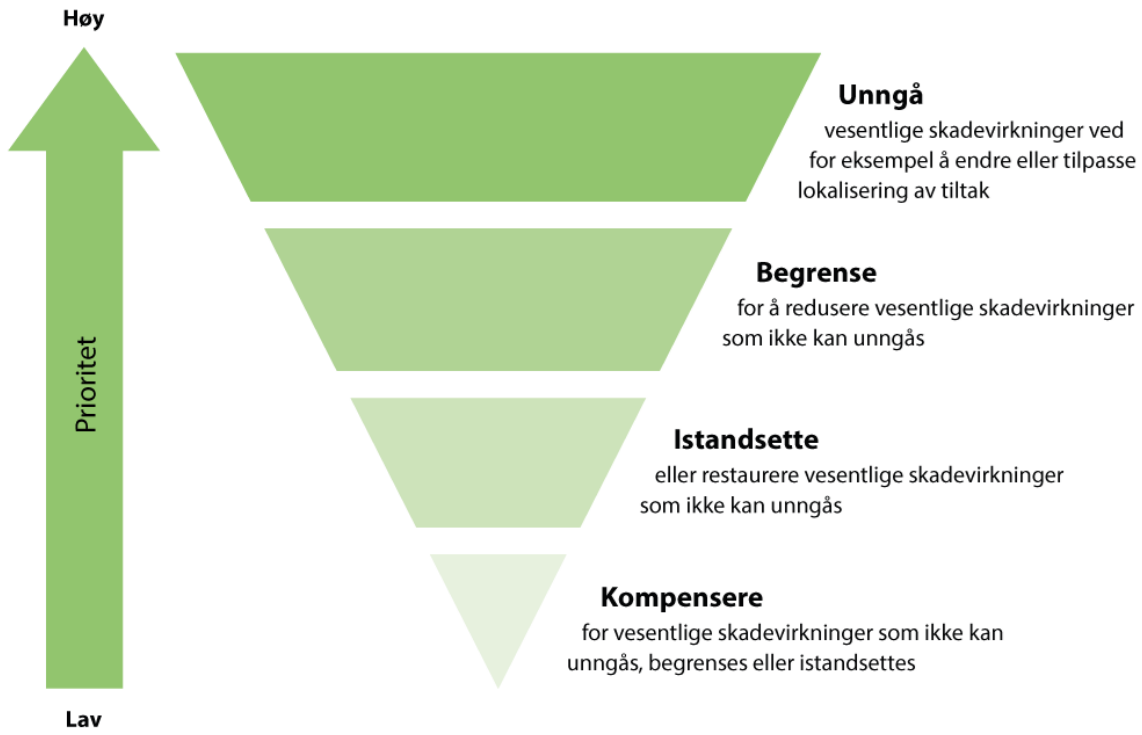 Høy
Unngå
vesentlige skadevirkninger ved
for eksempel å endre eller tilpasse
lokalisering av tiltak
Begrense
for å redusere vesentlige skadevirkninger
som ikke kan unngås
Prioritet
Istandsette
eller restaurere vesentlige skadevirkninger
som ikke kan unngås
Kompensere
for vesentlige skadevirkninger som ikke kan
unngås, begrenses eller istandsettes
Lav